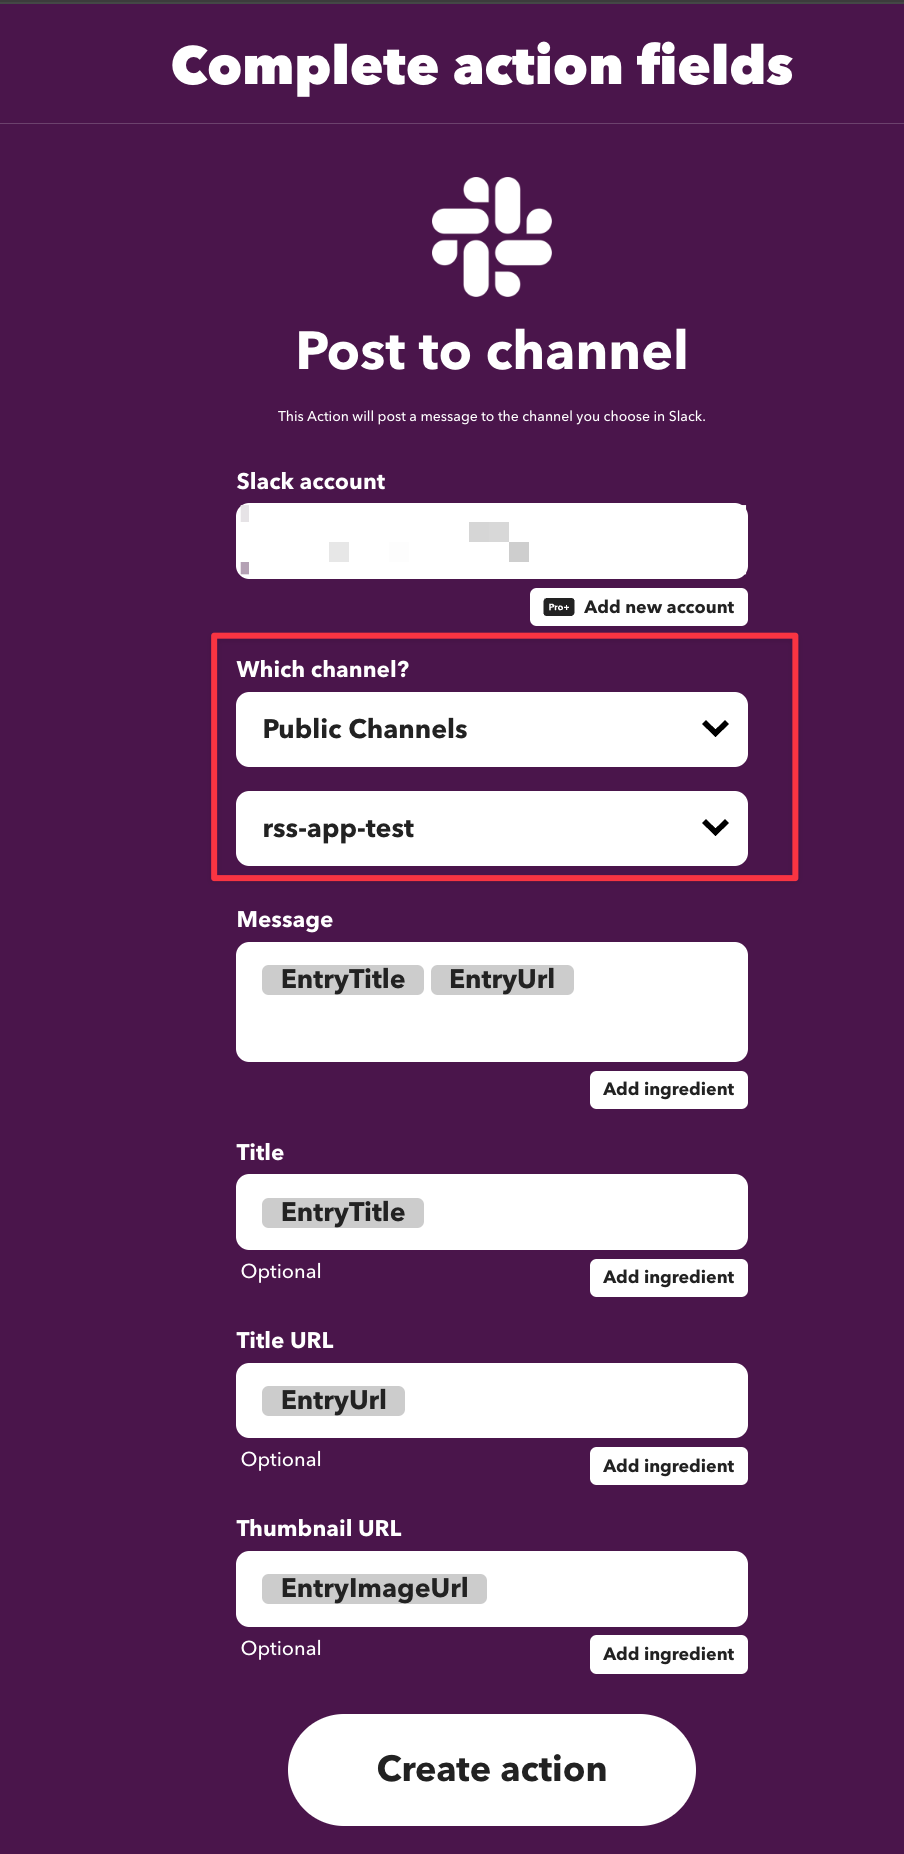 Complete action fields
Post to channel
This Action will post a message to the channel you choose in Slack.
Slack account
Pro+ Add new account
Which channel?
Public Channels
rss-app-test
Message
EntryTitle EntryUrl
Add ingredient
Title
EntryTitle
Optional
Add ingredient
Title URL
EntryUrl
Optional
Add ingredient
Thumbnail URL
EntryImageUrl
Optional
Add ingredient
Create action